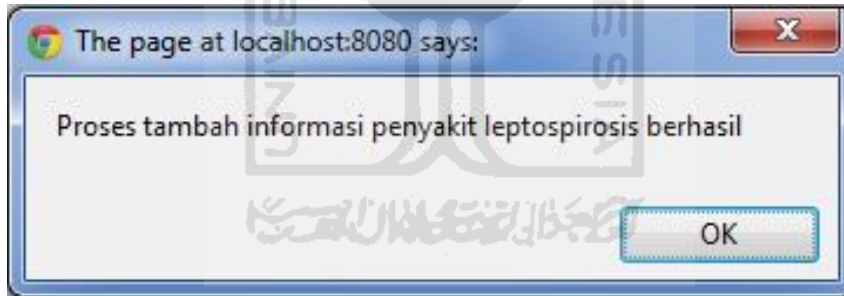 The page at localhost:8080 says:
Proses tambah informasi penyakit leptospirosis berhasil
OK